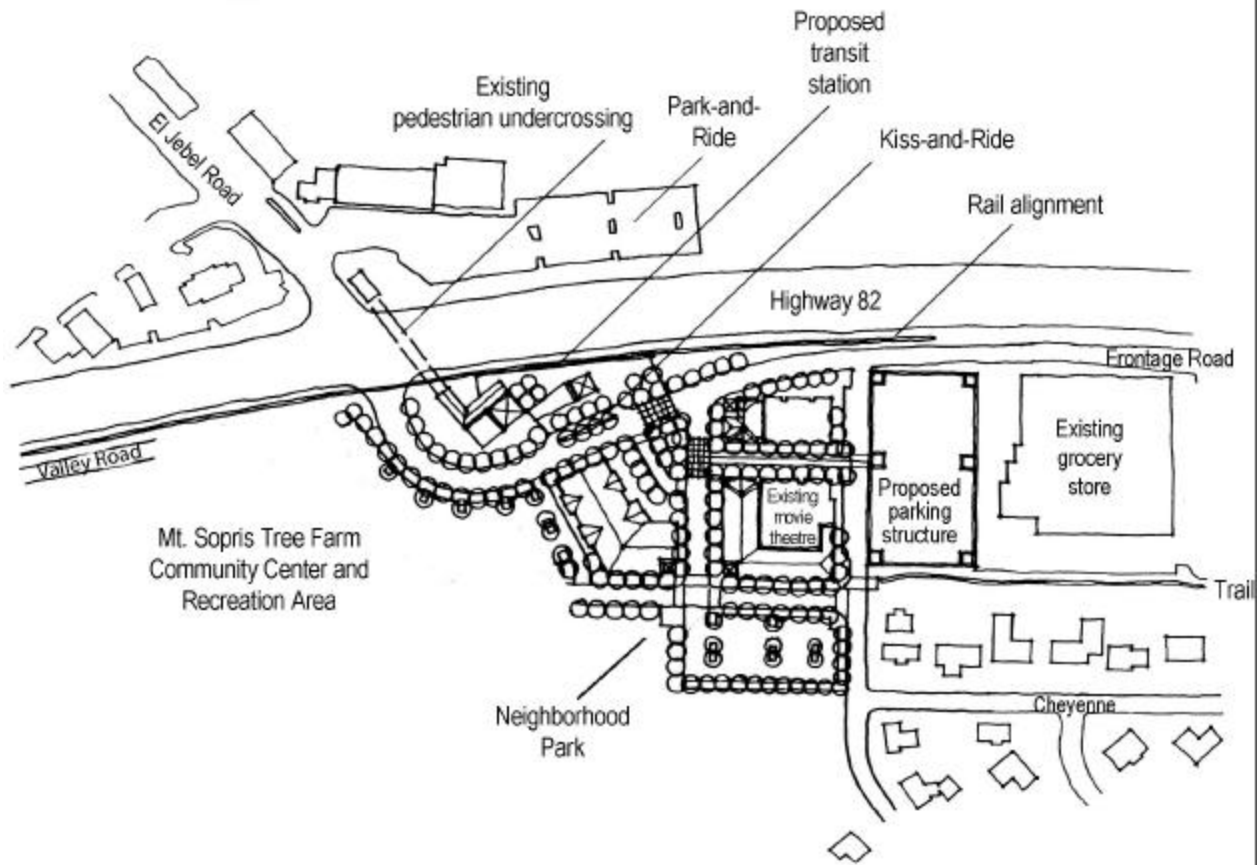 Proposed
transit
station
Existing
pedestrian undercrossing
Park-and-
Ride
Kiss-and-Ride
El Jebel Road
Rail alignment
Highway 82
Frontage Road
Valley Road
Existing
grocery
store
Existing
movie
theatre
Proposed
parking
structure
Mt. Sopris Tree Farm
Community Center and
Recreation Area
Trail
Neighborhood
Park
Cheyenne